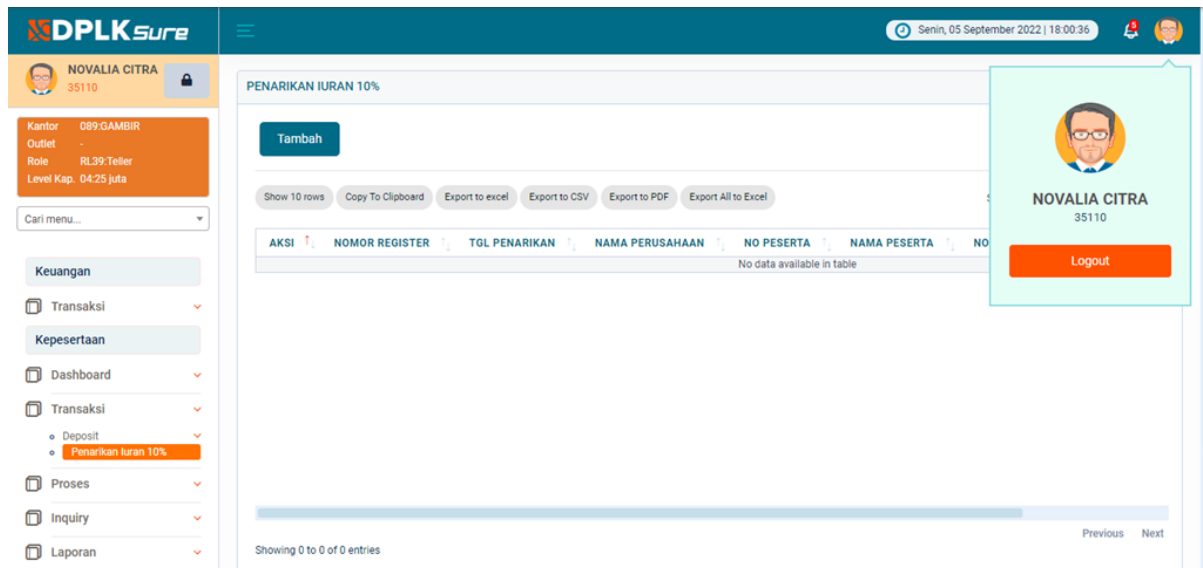 DPLKSure
Senin, 05 September 2022 | 18:00:36
5
NOVALIA CITRA
35110
Kantor 089:GAMBIR
Outlet -
Role RL39:Teller
Level Kap. 04:25 juta
Cari menu...
Keuangan
Transaksi
Kepesertaan
Dashboard
Transaksi
Deposit
Penarikan Iuran 10%
Proses
Inquiry
Laporan
PENARIKAN IURAN 10%
Tambah
Show 10 rows Copy To Clipboard Export to excel Export to CSV Export to PDF Export All to Excel
AKSI NOMOR REGISTER TGL PENARIKAN NAMA PERUSAHAAN NO PESERTA NAMA PESERTA NO
No data available in table
Previous Next
Showing 0 to 0 of 0 entries
NOVALIA CITRA
35110
Logout